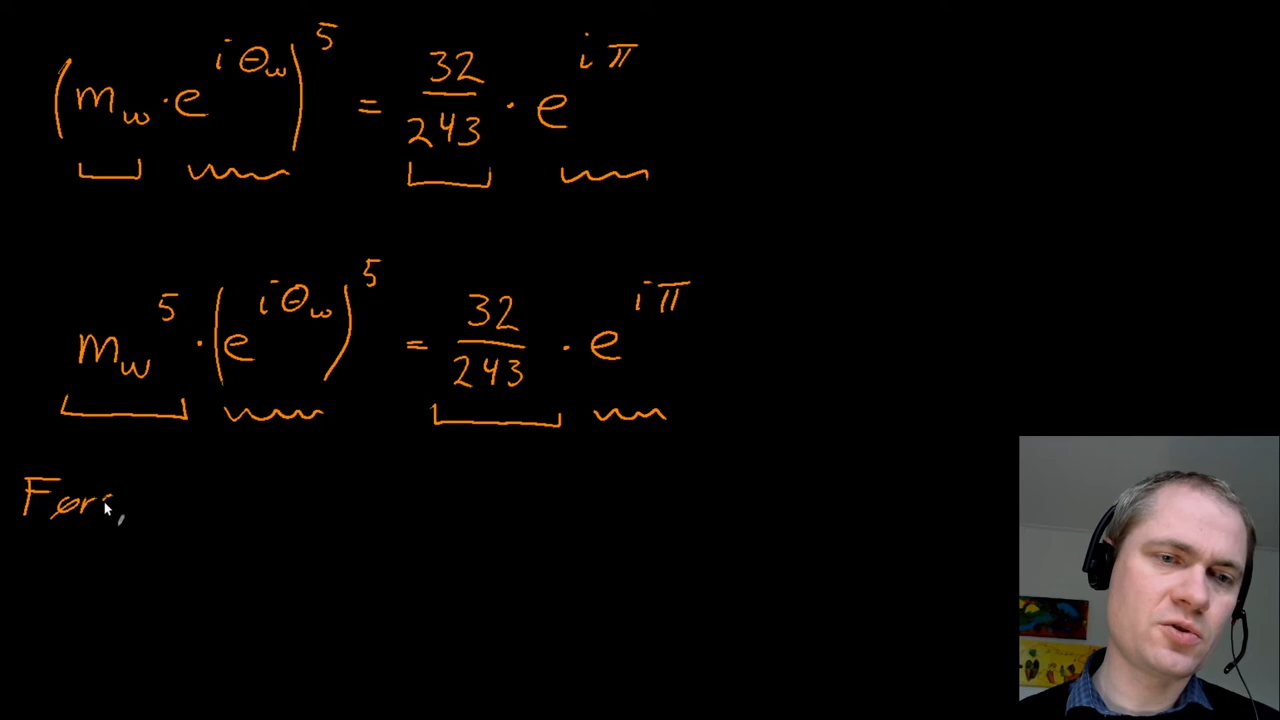 (m_w · e^{iθ_w})^5 = 32/243 · e^{iπ}
m_w^5 · (e^{iθ_w})^5 = 32/243 · e^{iπ}
Før